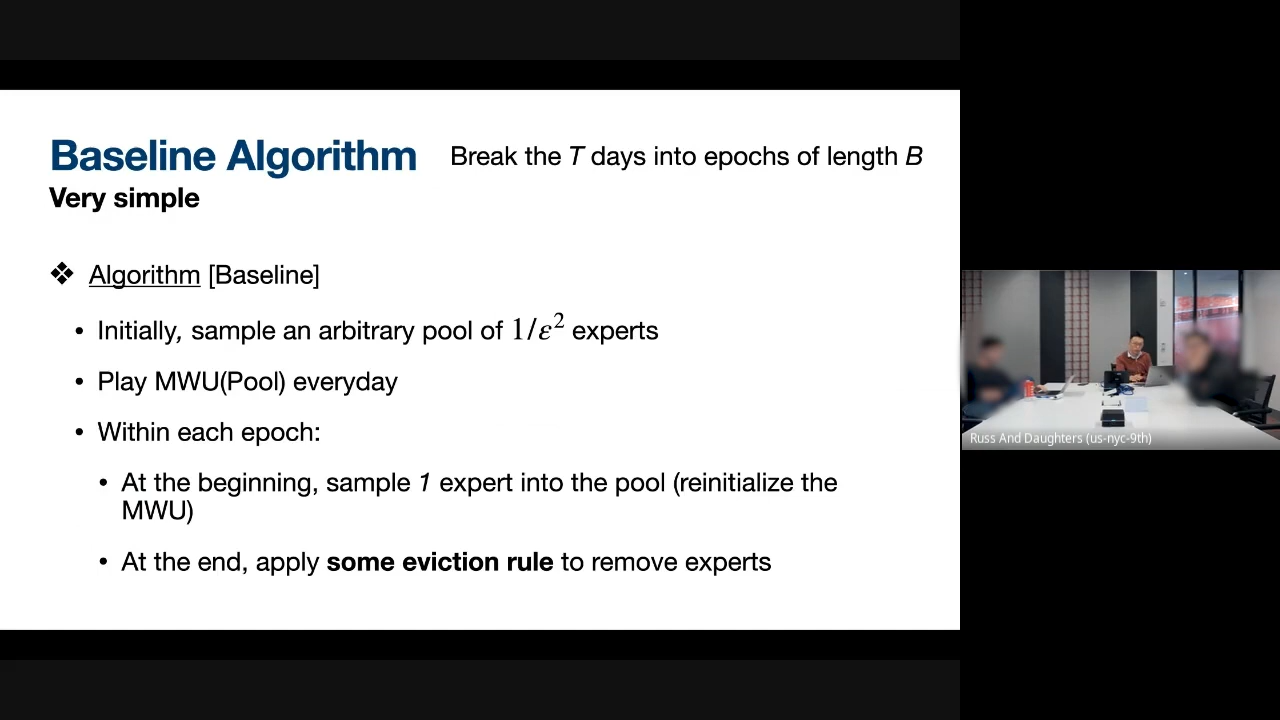 Baseline Algorithm Break the T days into epochs of length B
Very simple
❖ Algorithm [Baseline]
• Initially, sample an arbitrary pool of 1/ε² experts
• Play MWU(Pool) everyday
• Within each epoch:
• At the beginning, sample 1 expert into the pool (reinitialize the
MWU)
• At the end, apply some eviction rule to remove experts
Russ And Daughters (us-nyc-9th)